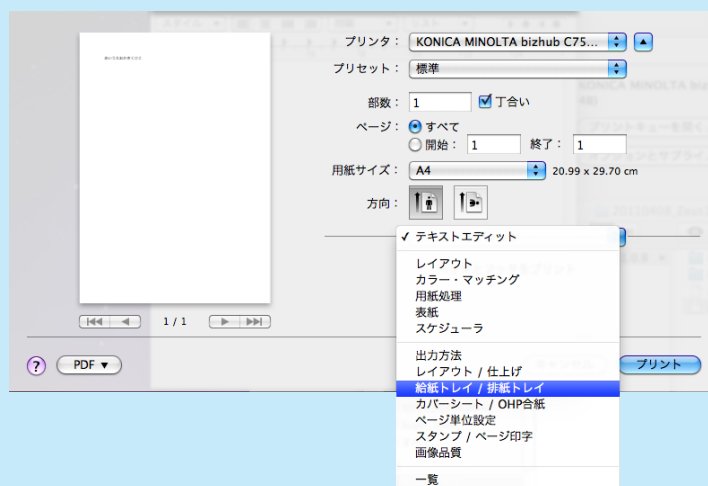 プリンタ： KONICA MINOLTA bizhub C75...
プリセット： 標準
部数： 1 丁合い
ページ： すべて
開始： 1 終了： 1
用紙サイズ： A4 20.99 x 29.70 cm
方向：
✓ テキストエディット
レイアウト
カラー・マッチング
用紙処理
表紙
スケジューラ
1 / 1
出力方法
レイアウト / 仕上げ
給紙トレイ / 排紙トレイ
カバーシート / OHP合紙
ページ単位設定
スタンプ / ページ印字
画像品質
一覧
? PDF ▼
プリント